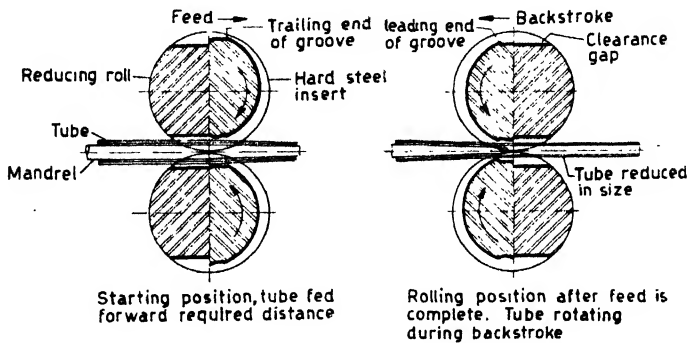 Feed
Trailing end
of groove
Reducing roll
Hard steel
insert
Tube
Mandrel
Starting position, tube fed
forward required distance
Backstroke
leading end
of groove
Clearance
gap
Tube reduced
in size
Rolling position after feed is
complete. Tube rotating
during backstroke